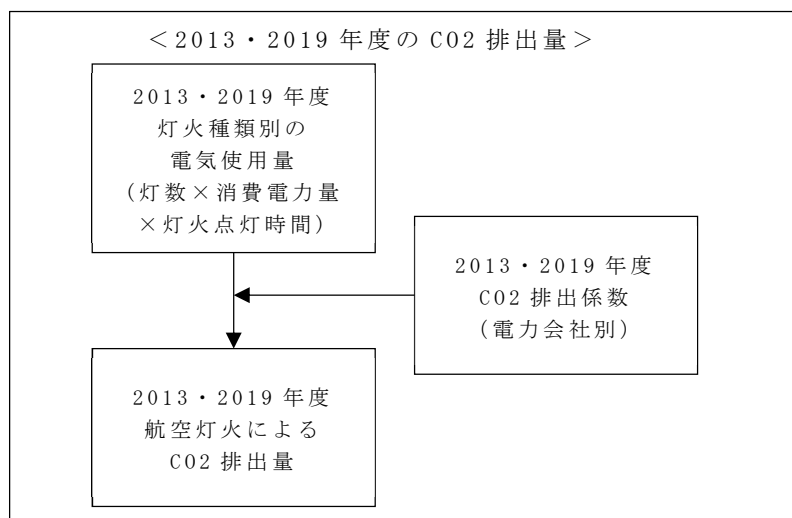 ＜2013・2019年度のCO2排出量＞
2013・2019年度
灯火種類別の
電気使用量
(灯数×消費電力量
×灯火点灯時間)
2013・2019年度
CO2排出係数
(電力会社別)
2013・2019年度
航空灯火による
CO2排出量